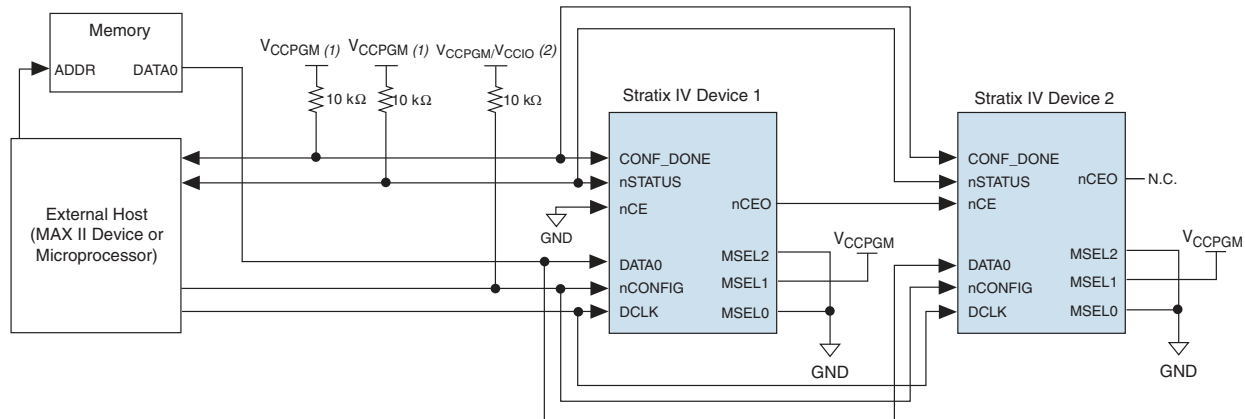 Memory
ADDR DATA0
VCCPGM (1) VCCPGM (1) VCCPGM/VCCIO (2)
10 kΩ 10 kΩ 10 kΩ
External Host
(MAX II Device or
Microprocessor)
GND
Stratix IV Device 1
CONF_DONE
nSTATUS
nCE
nCEO
DATA0
nCONFIG
DCLK
MSEL2
MSEL1
MSEL0
VCCPGM
GND
Stratix IV Device 2
CONF_DONE
nSTATUS
nCE
nCEO
N.C.
DATA0
nCONFIG
DCLK
MSEL2
MSEL1
MSEL0
VCCPGM
GND